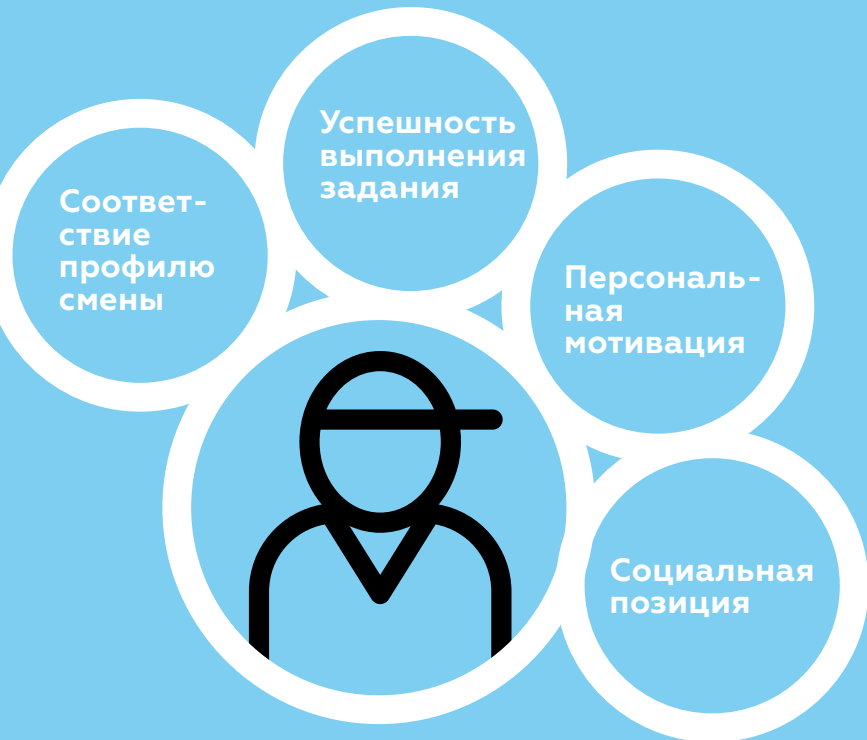 Соответ-
ствие
профилю
смены
Успешность
выполнения
задания
Персональ-
ная
мотивация
Социальная
позиция